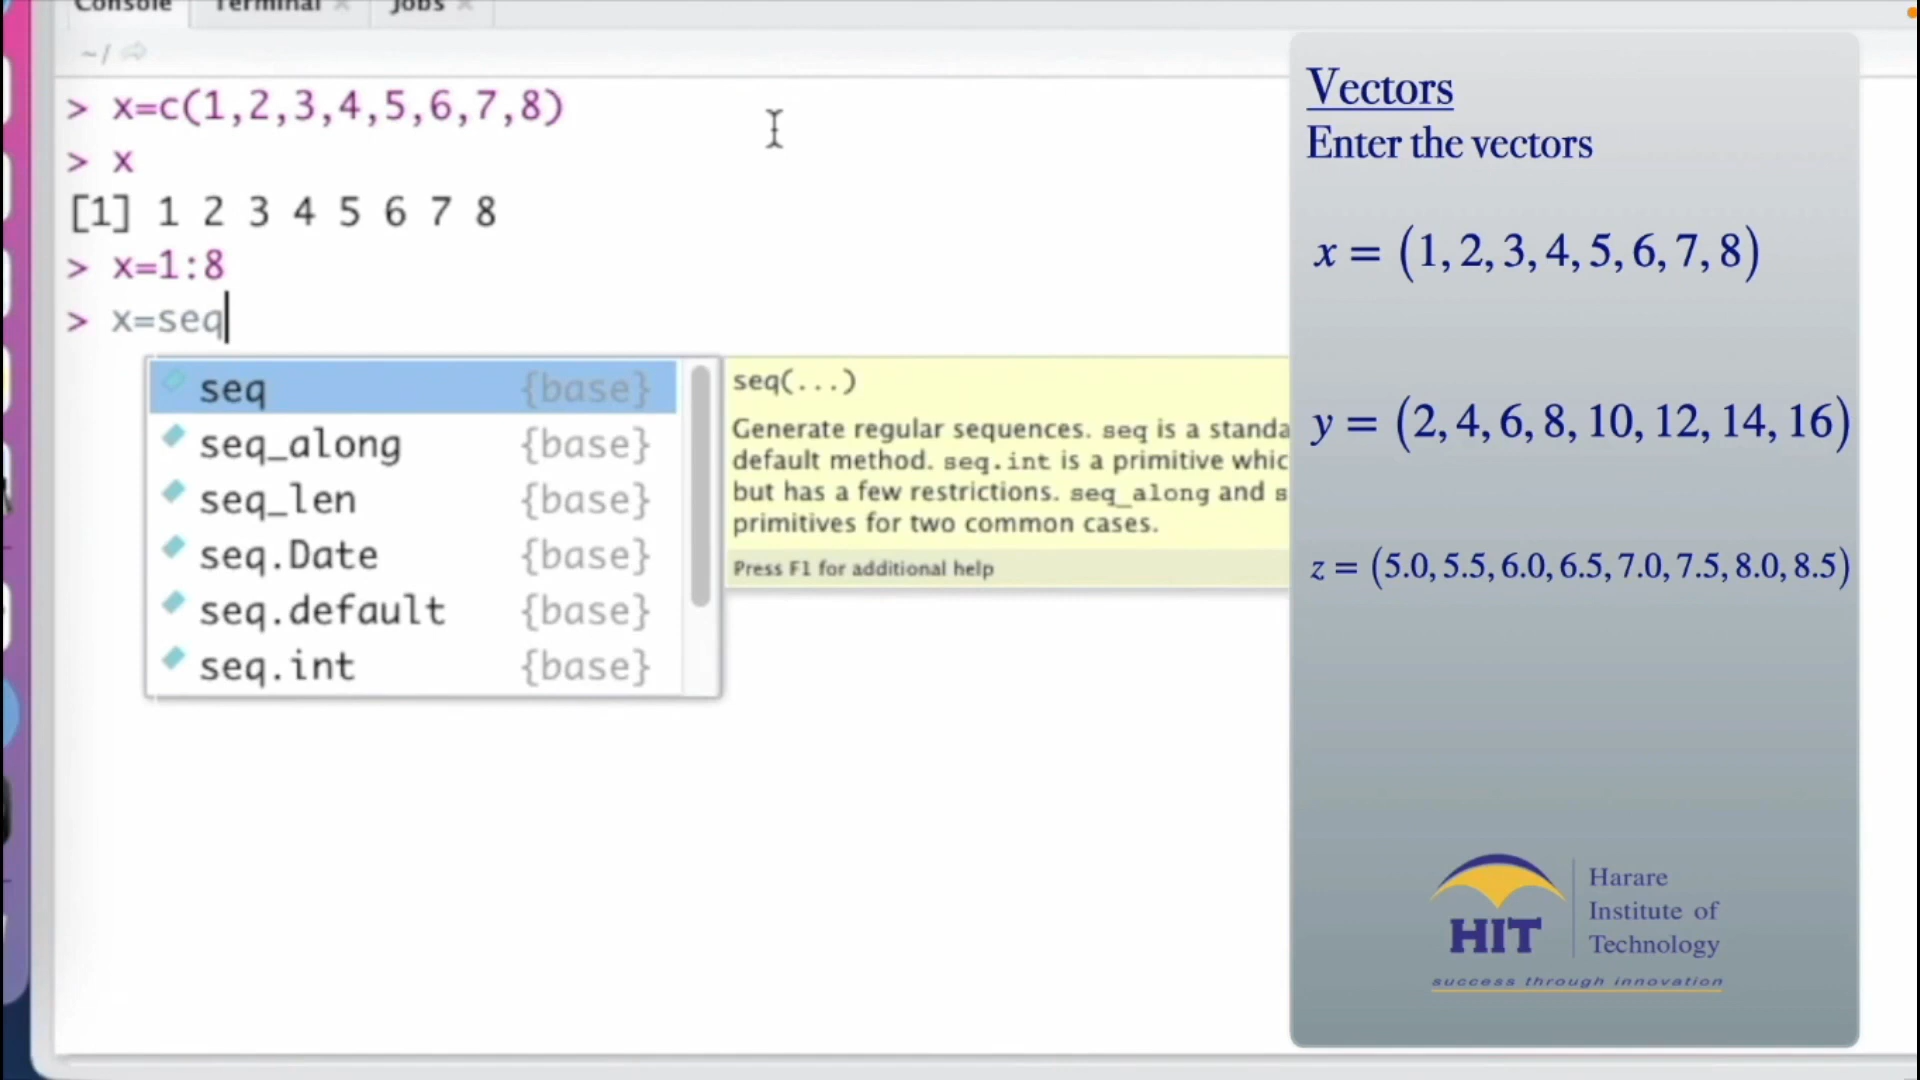 Console Terminal Jobs
~/
> x=c(1,2,3,4,5,6,7,8)
> x
[1] 1 2 3 4 5 6 7 8
> x=1:8
> x=seq
seq {base}
seq_along {base}
seq_len {base}
seq.Date {base}
seq.default {base}
seq.int {base}
seq(...)
Generate regular sequences. seq is a standa
default method. seq.int is a primitive whic
but has a few restrictions. seq_along and s
primitives for two common cases.
Press F1 for additional help
Vectors
Enter the vectors
x = (1, 2, 3, 4, 5, 6, 7, 8)
y = (2, 4, 6, 8, 10, 12, 14, 16)
z = (5.0, 5.5, 6.0, 6.5, 7.0, 7.5, 8.0, 8.5)
HIT
Harare
Institute of
Technology
success through innovation